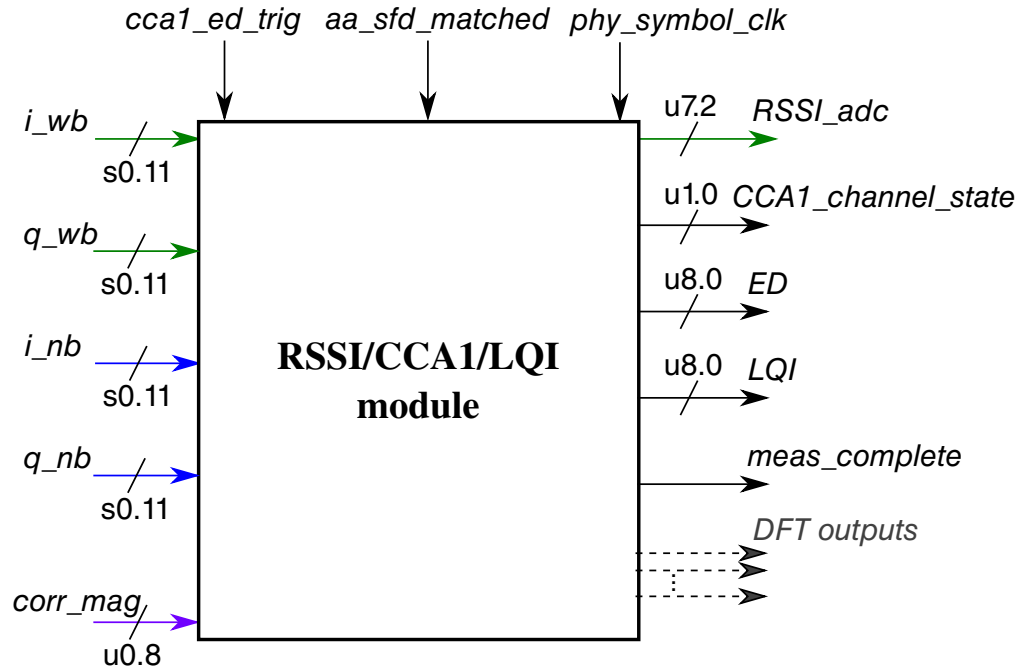 cca1_ed_trig aa_sfd_matched phy_symbol_clk
i_wb
s0.11
q_wb
s0.11
i_nb
s0.11
q_nb
s0.11
corr_mag
u0.8
RSSI/CCA1/LQI
module
u7.2 RSSI_adc
u1.0 CCA1_channel_state
u8.0 ED
u8.0 LQI
meas_complete
DFT outputs